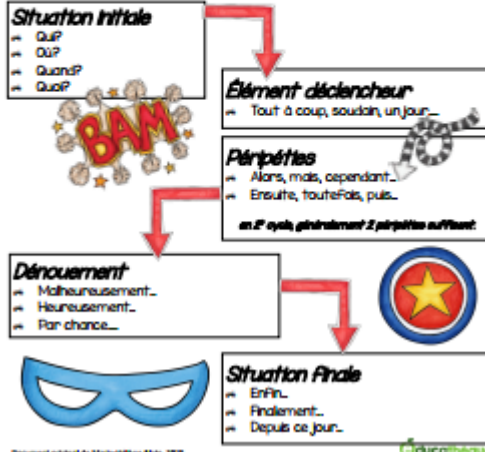 Situation initiale
Qui?
Où?
Quand?
Quoi?
BAM
Élément déclencheur
Tout à coup, soudain, un jour...
Péripéties
Alors, mais, cependant...
Ensuite, toutefois, puis...
en 2e cycle, généralement 2 péripéties suffisent.
Dénouement
Malheureusement...
Heureusement...
Par chance...
Situation finale
Enfin...
Finalement...
Depuis ce jour...